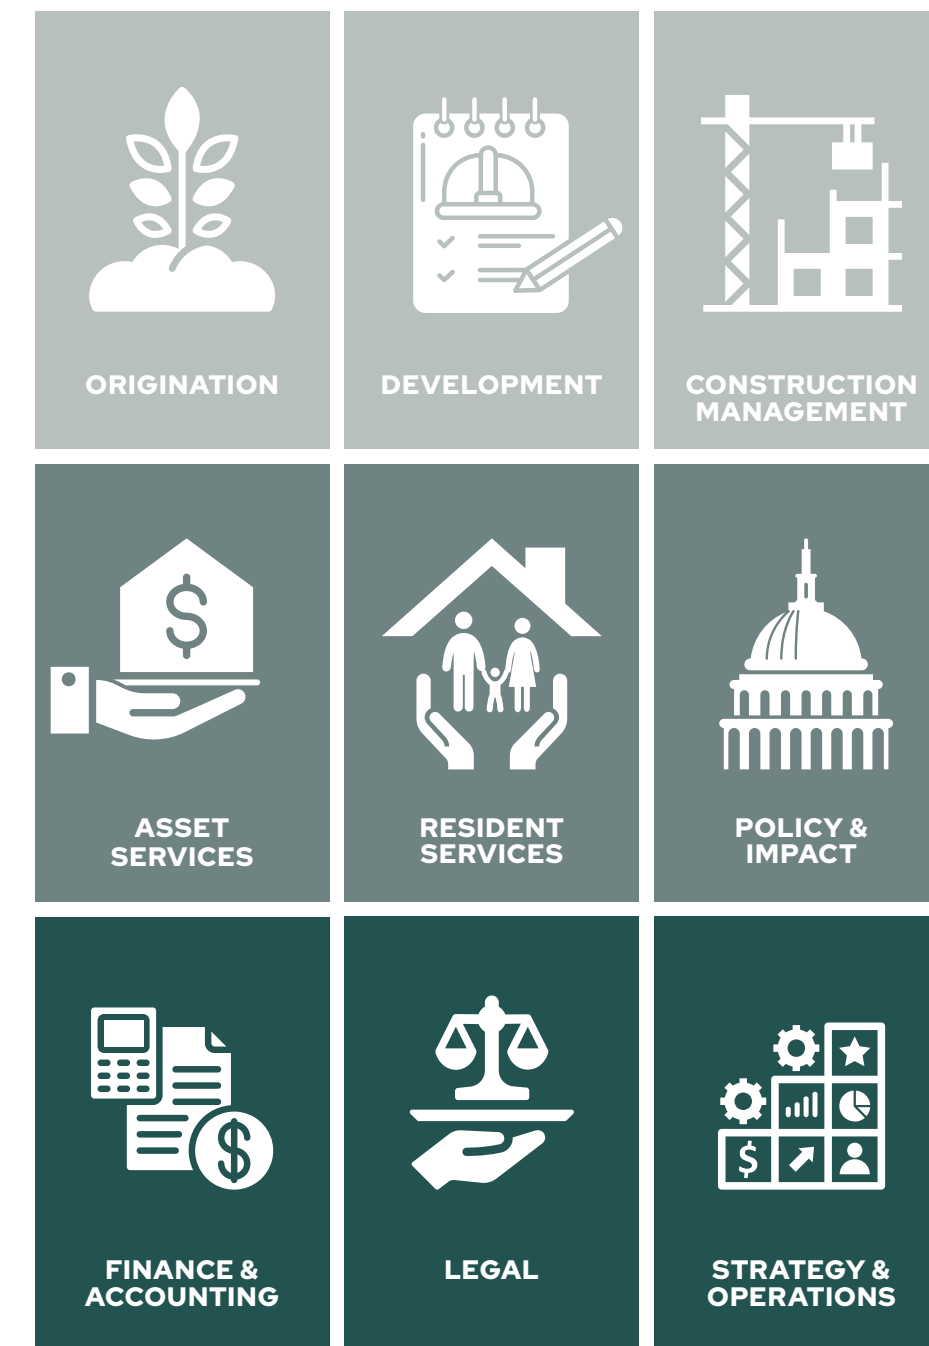 ORIGINATION
DEVELOPMENT
CONSTRUCTION
MANAGEMENT
$
ASSET
SERVICES
RESIDENT
SERVICES
POLICY &
IMPACT
$
FINANCE &
ACCOUNTING
LEGAL
$
STRATEGY &
OPERATIONS